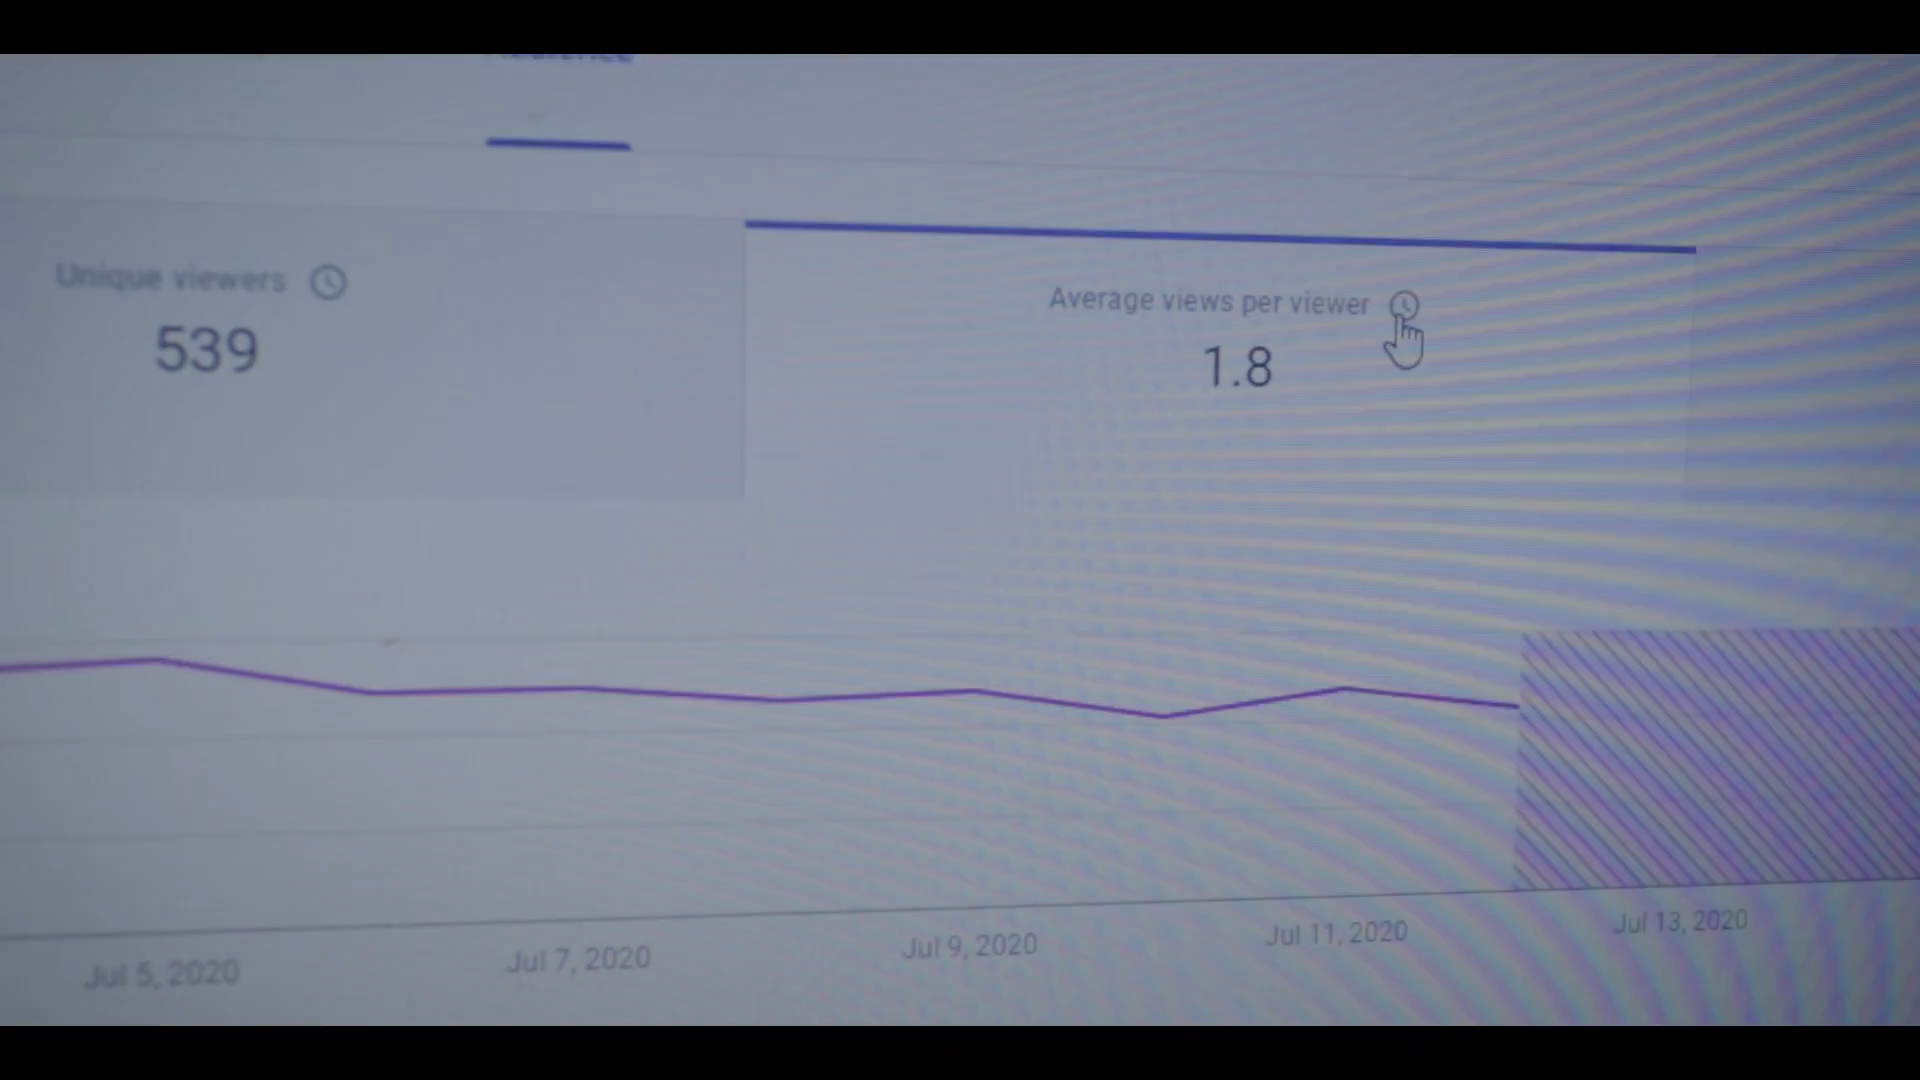 Unique viewers
539
Average views per viewer
1.8
Jul 5, 2020
Jul 7, 2020
Jul 9, 2020
Jul 11, 2020
Jul 13, 2020